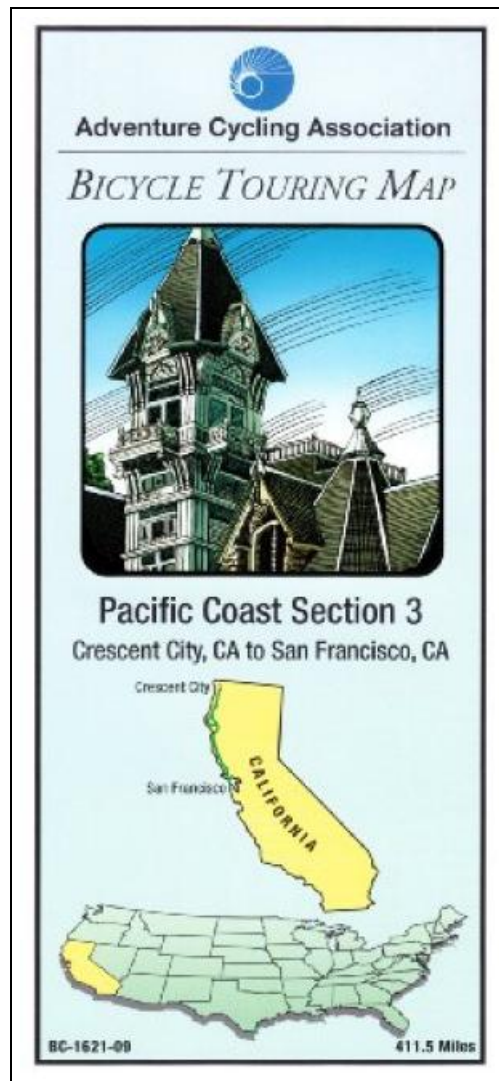 Adventure Cycling Association
BICYCLE TOURING MAP
Pacific Coast Section 3
Crescent City, CA to San Francisco, CA
Crescent City
San Francisco
CALIFORNIA
BC-1621-09
411.5 Miles